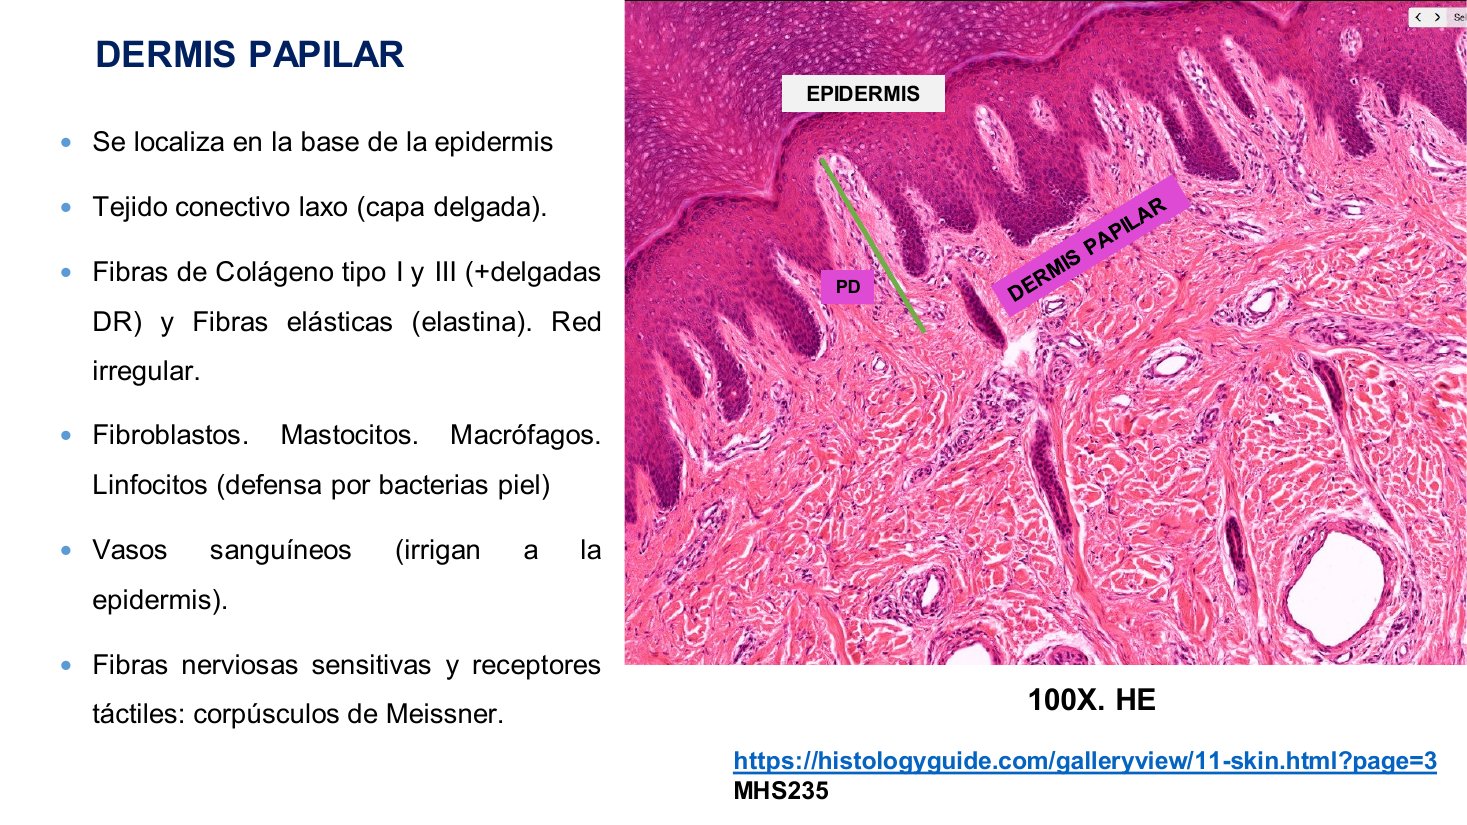 DERMIS PAPILAR
Se localiza en la base de la epidermis
Tejido conectivo laxo (capa delgada).
Fibras de Colágeno tipo I y III (+delgadas
DR) y Fibras elásticas (elastina). Red
irregular.
Fibroblastos. Mastocitos. Macrófagos.
Linfocitos (defensa por bacterias piel)
Vasos sanguíneos (irrigan a la
epidermis).
Fibras nerviosas sensitivas y receptores
táctiles: corpúsculos de Meissner.
Se
EPIDERMIS
DERMIS PAPILAR
PD
100X. HE
https://histologyguide.com/galleryview/11-skin.html?page=3
MHS235